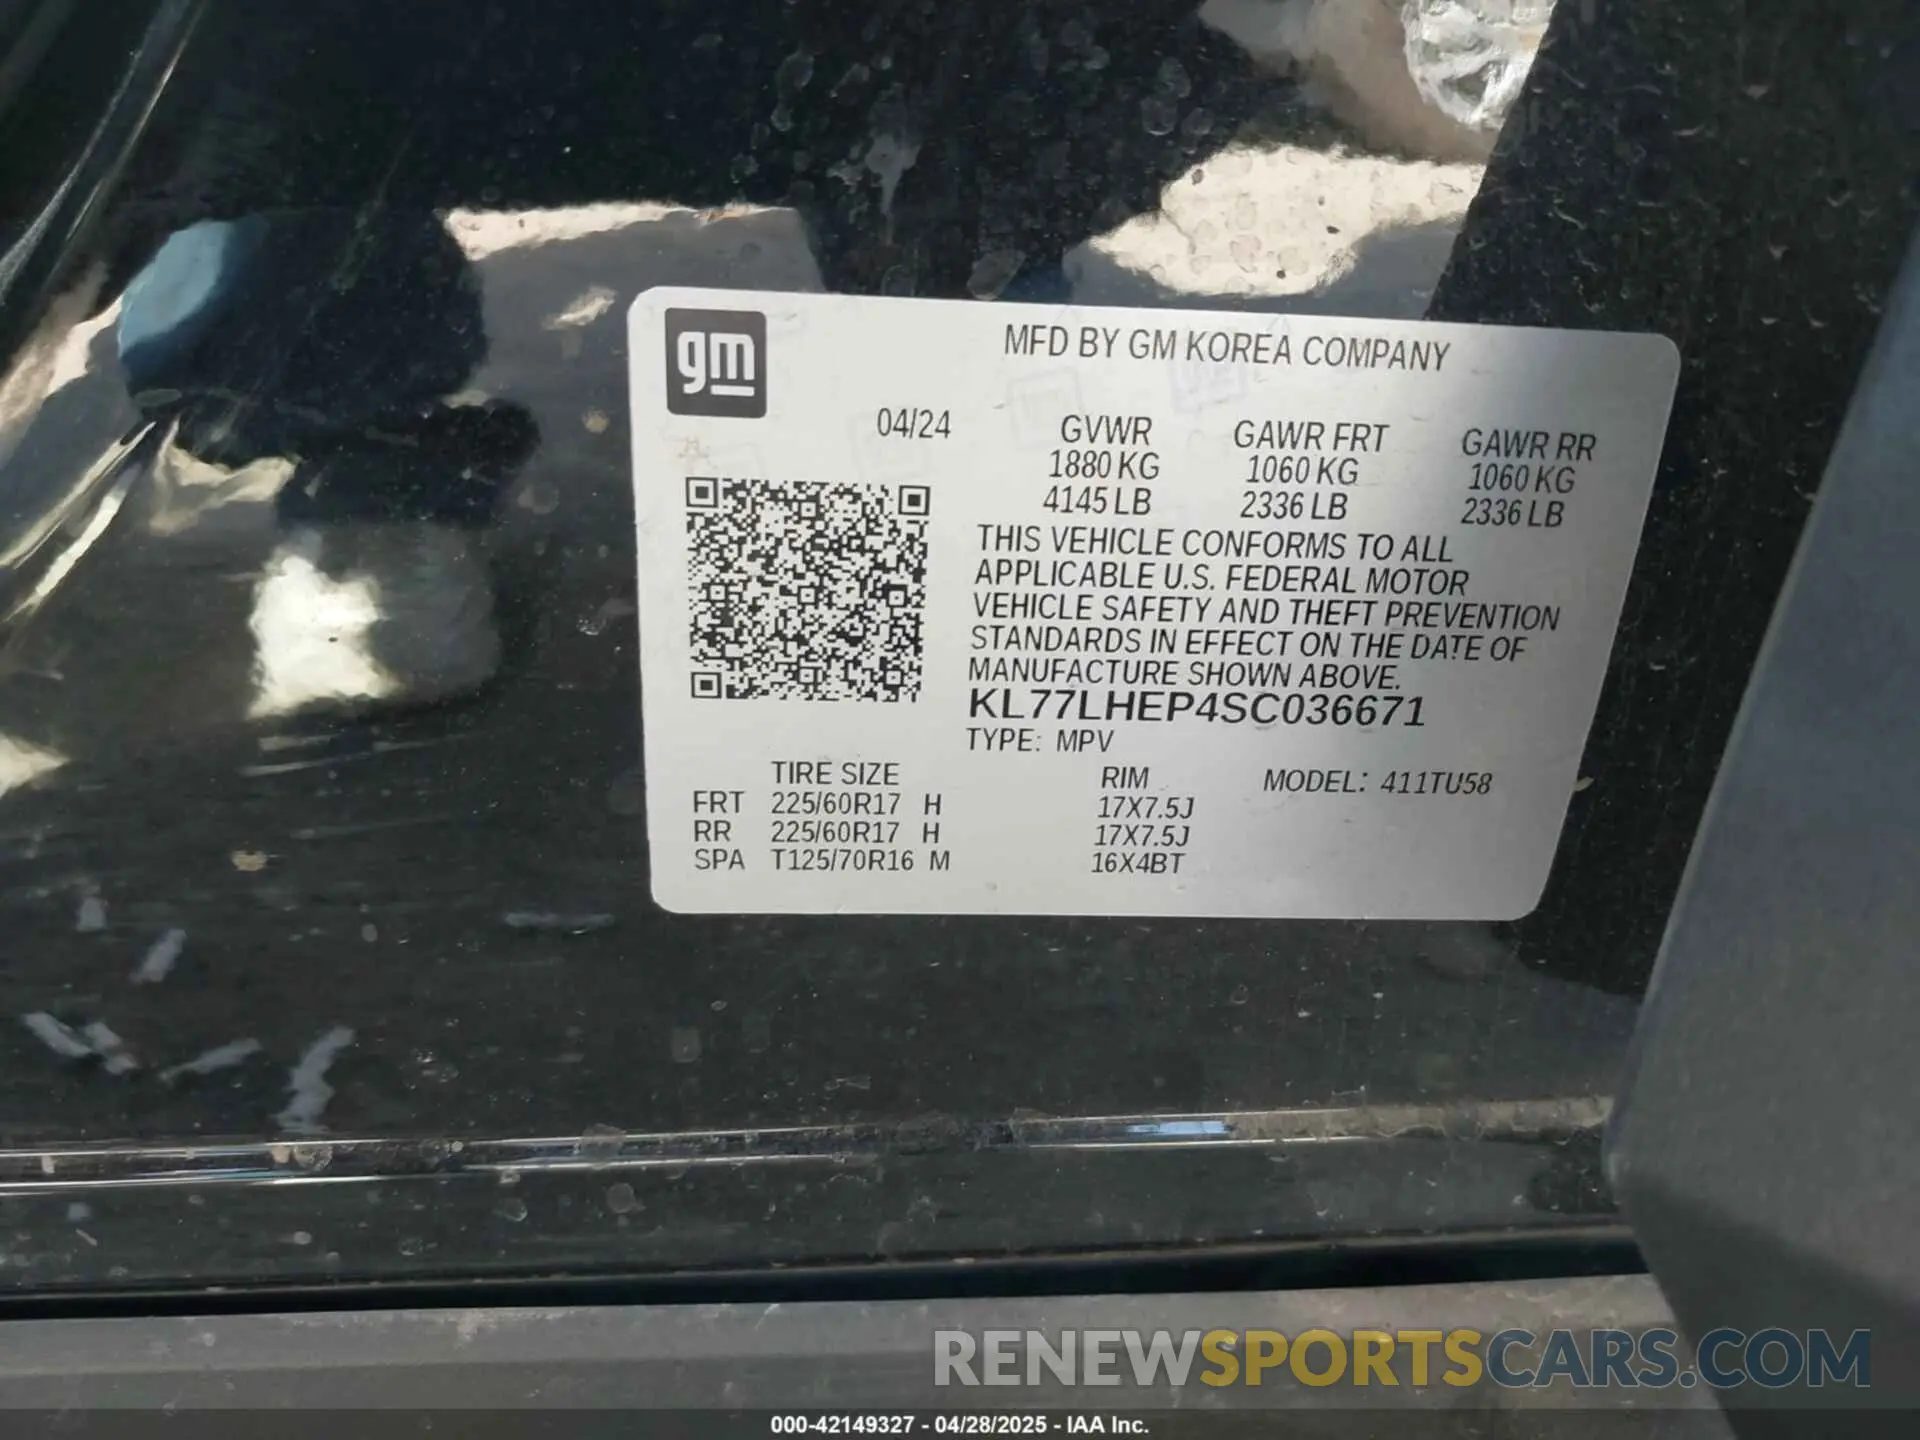 gm
MFD BY GM KOREA COMPANY
04/24
GVWR GAWR FRT GAWR RR
1880 KG 1060 KG 1060 KG
4145 LB 2336 LB 2336 LB
THIS VEHICLE CONFORMS TO ALL
APPLICABLE U.S. FEDERAL MOTOR
VEHICLE SAFETY AND THEFT PREVENTION
STANDARDS IN EFFECT ON THE DATE OF
MANUFACTURE SHOWN ABOVE.
KL77LHEP4SC036671
TYPE: MPV
TIRE SIZE RIM MODEL: 411TU58
FRT 225/60R17 H 17X7.5J
RR 225/60R17 H 17X7.5J
SPA T125/70R16 M 16X4BT
RENEWSPORTSCARS.COM
000-42149327 - 04/28/2025 - IAA Inc.